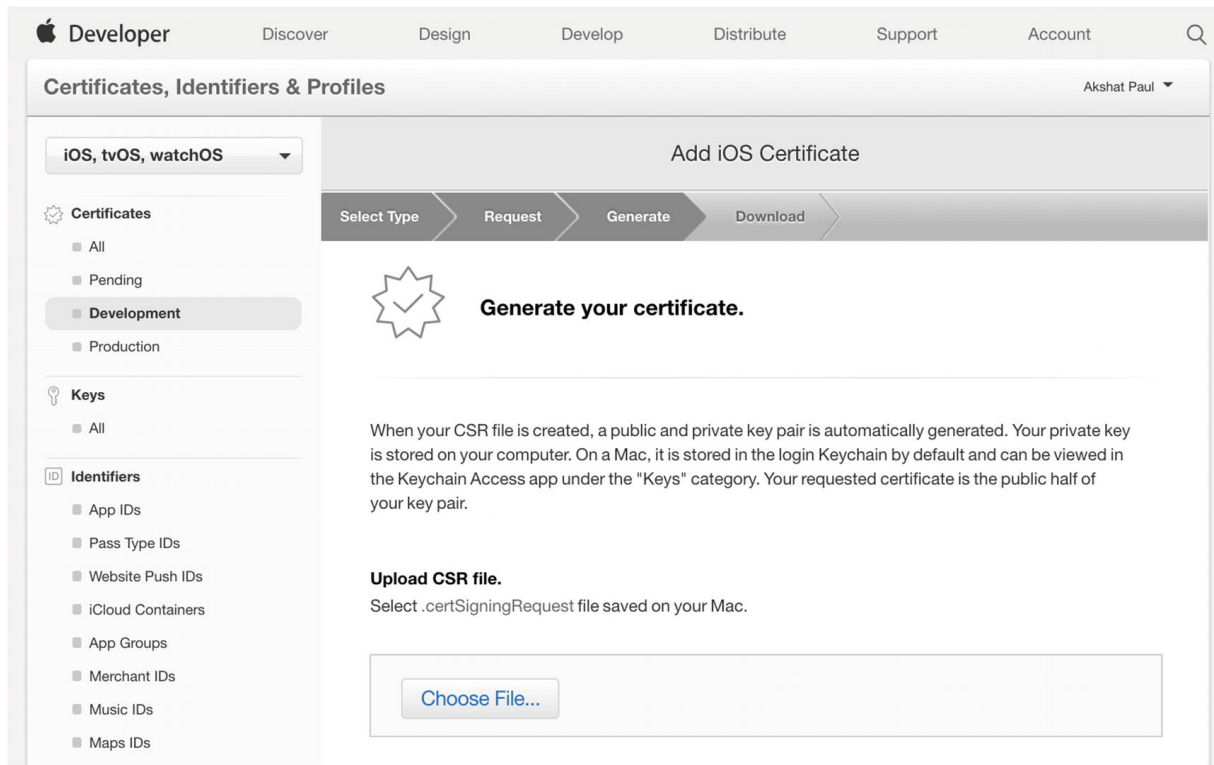 Developer Discover Design Develop Distribute Support Account
Certificates, Identifiers & Profiles
Akshat Paul
iOS, tvOS, watchOS
Certificates
All
Pending
Development
Production
Keys
All
ID Identifiers
App IDs
Pass Type IDs
Website Push IDs
iCloud Containers
App Groups
Merchant IDs
Music IDs
Maps IDs
Add iOS Certificate
Select Type Request Generate Download
Generate your certificate.
When your CSR file is created, a public and private key pair is automatically generated. Your private key
is stored on your computer. On a Mac, it is stored in the login Keychain by default and can be viewed in
the Keychain Access app under the "Keys" category. Your requested certificate is the public half of
your key pair.
Upload CSR file.
Select .certSigningRequest file saved on your Mac.
Choose File...